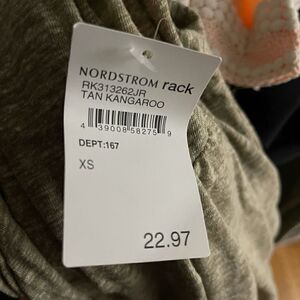 NORDSTROM rack
RK313262JR
TAN KANGAROO
4 39008 58275 9
DEPT:167
XS
22.97